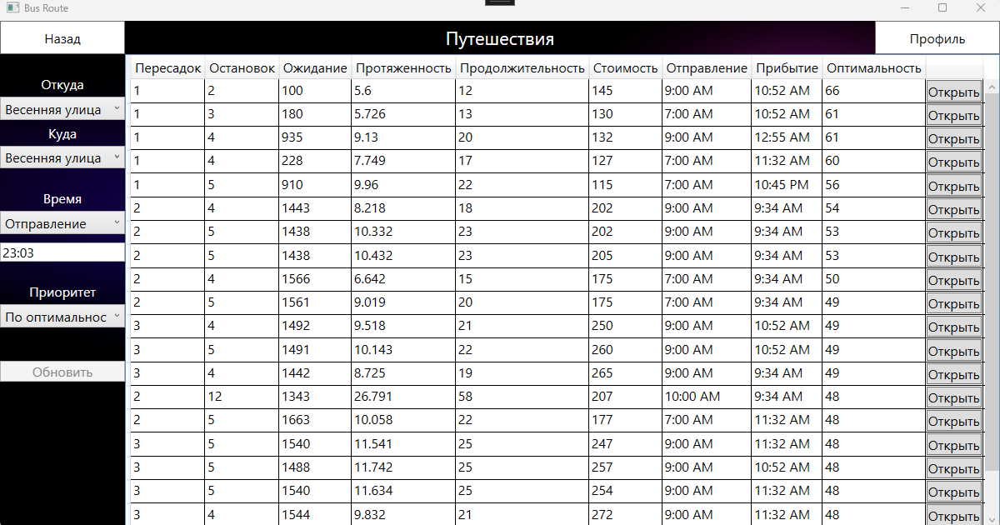 Bus Route
Назад
Путешествия
Профиль
Откуда
Весенняя улица
Куда
Весенняя улица
Время
Отправление
23:03
Приоритет
По оптимальнос
Обновить
Пересадок Остановок Ожидание Протяженность Продолжительность Стоимость Отправление Прибытие Оптимальность
1 2 100 5.6 12 145 9:00 AM 10:52 AM 66 Открыть
1 3 180 5.726 13 130 7:00 AM 10:52 AM 61 Открыть
1 4 935 9.13 20 132 9:00 AM 12:55 AM 61 Открыть
1 4 228 7.749 17 127 7:00 AM 11:32 AM 60 Открыть
1 5 910 9.96 22 115 7:00 AM 10:45 PM 56 Открыть
2 4 1443 8.218 18 202 9:00 AM 9:34 AM 54 Открыть
2 5 1438 10.332 23 202 9:00 AM 9:34 AM 53 Открыть
2 5 1438 10.432 23 205 9:00 AM 9:34 AM 53 Открыть
2 4 1566 6.642 15 175 7:00 AM 9:34 AM 50 Открыть
2 5 1561 9.019 20 175 7:00 AM 9:34 AM 49 Открыть
3 4 1492 9.518 21 250 9:00 AM 10:52 AM 49 Открыть
3 5 1491 10.143 22 260 9:00 AM 10:52 AM 49 Открыть
3 4 1442 8.725 19 265 9:00 AM 9:34 AM 49 Открыть
2 12 1343 26.791 58 207 10:00 AM 9:34 AM 48 Открыть
2 5 1663 10.058 22 177 7:00 AM 11:32 AM 48 Открыть
3 5 1540 11.541 25 247 9:00 AM 11:32 AM 48 Открыть
3 5 1488 11.742 25 257 9:00 AM 10:52 AM 48 Открыть
3 5 1540 11.634 25 254 9:00 AM 11:32 AM 48 Открыть
3 4 1544 9.832 21 272 9:00 AM 11:32 AM 48 Открыть